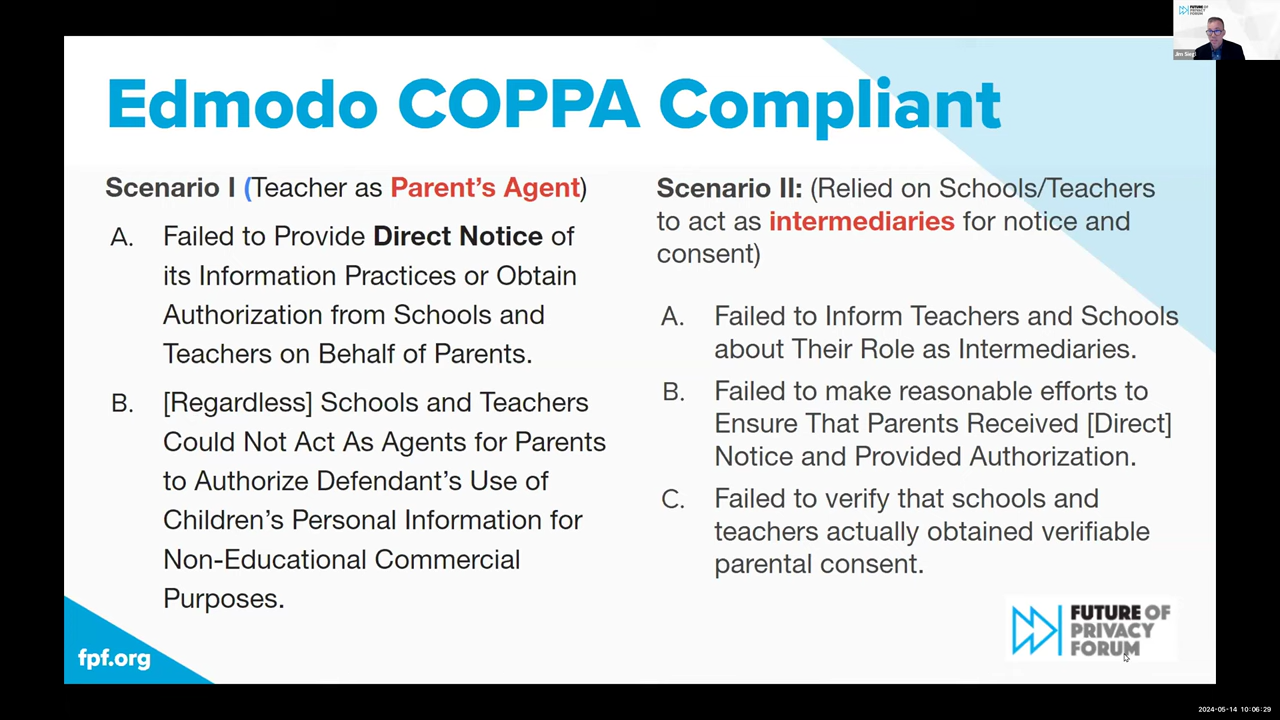 Edmodo COPPA Compliant
Scenario I (Teacher as Parent's Agent)
A. Failed to Provide Direct Notice of
its Information Practices or Obtain
Authorization from Schools and
Teachers on Behalf of Parents.
B. [Regardless] Schools and Teachers
Could Not Act As Agents for Parents
to Authorize Defendant's Use of
Children's Personal Information for
Non-Educational Commercial
Purposes.
Scenario II: (Relied on Schools/Teachers
to act as intermediaries for notice and
consent)
A. Failed to Inform Teachers and Schools
about Their Role as Intermediaries.
B. Failed to make reasonable efforts to
Ensure That Parents Received [Direct]
Notice and Provided Authorization.
C. Failed to verify that schools and
teachers actually obtained verifiable
parental consent.
fpf.org
FUTURE OF
PRIVACY
FORUM
FUTURE OF
PRIVACY
FORUM
Jim
2024-05-14 10:06:29